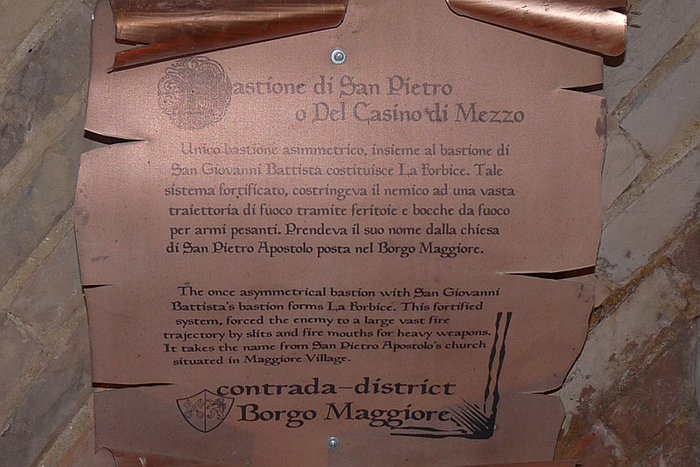 Bastione di San Pietro
o Del Casino di Mezzo
Unico bastione asimmetrico, insieme al bastione di
San Giovanni Battista costituisce La Forbice. Tale
sistema fortificato, costringeva il nemico ad una vasta
traiettoria di fuoco tramite feritoie e bocche da fuoco
per armi pesanti. Prendeva il suo nome dalla chiesa
di San Pietro Apostolo posta nel Borgo Maggiore.
The once asymmetrical bastion with San Giovanni
Battista's bastion forms La Forbice. This fortified
system, forced the enemy to a large vast fire
trajectory by slits and fire mouths for heavy weapons.
It takes the name from San Pietro Apostolo's church
situated in Maggiore Village.
contrada-district
Borgo Maggiore